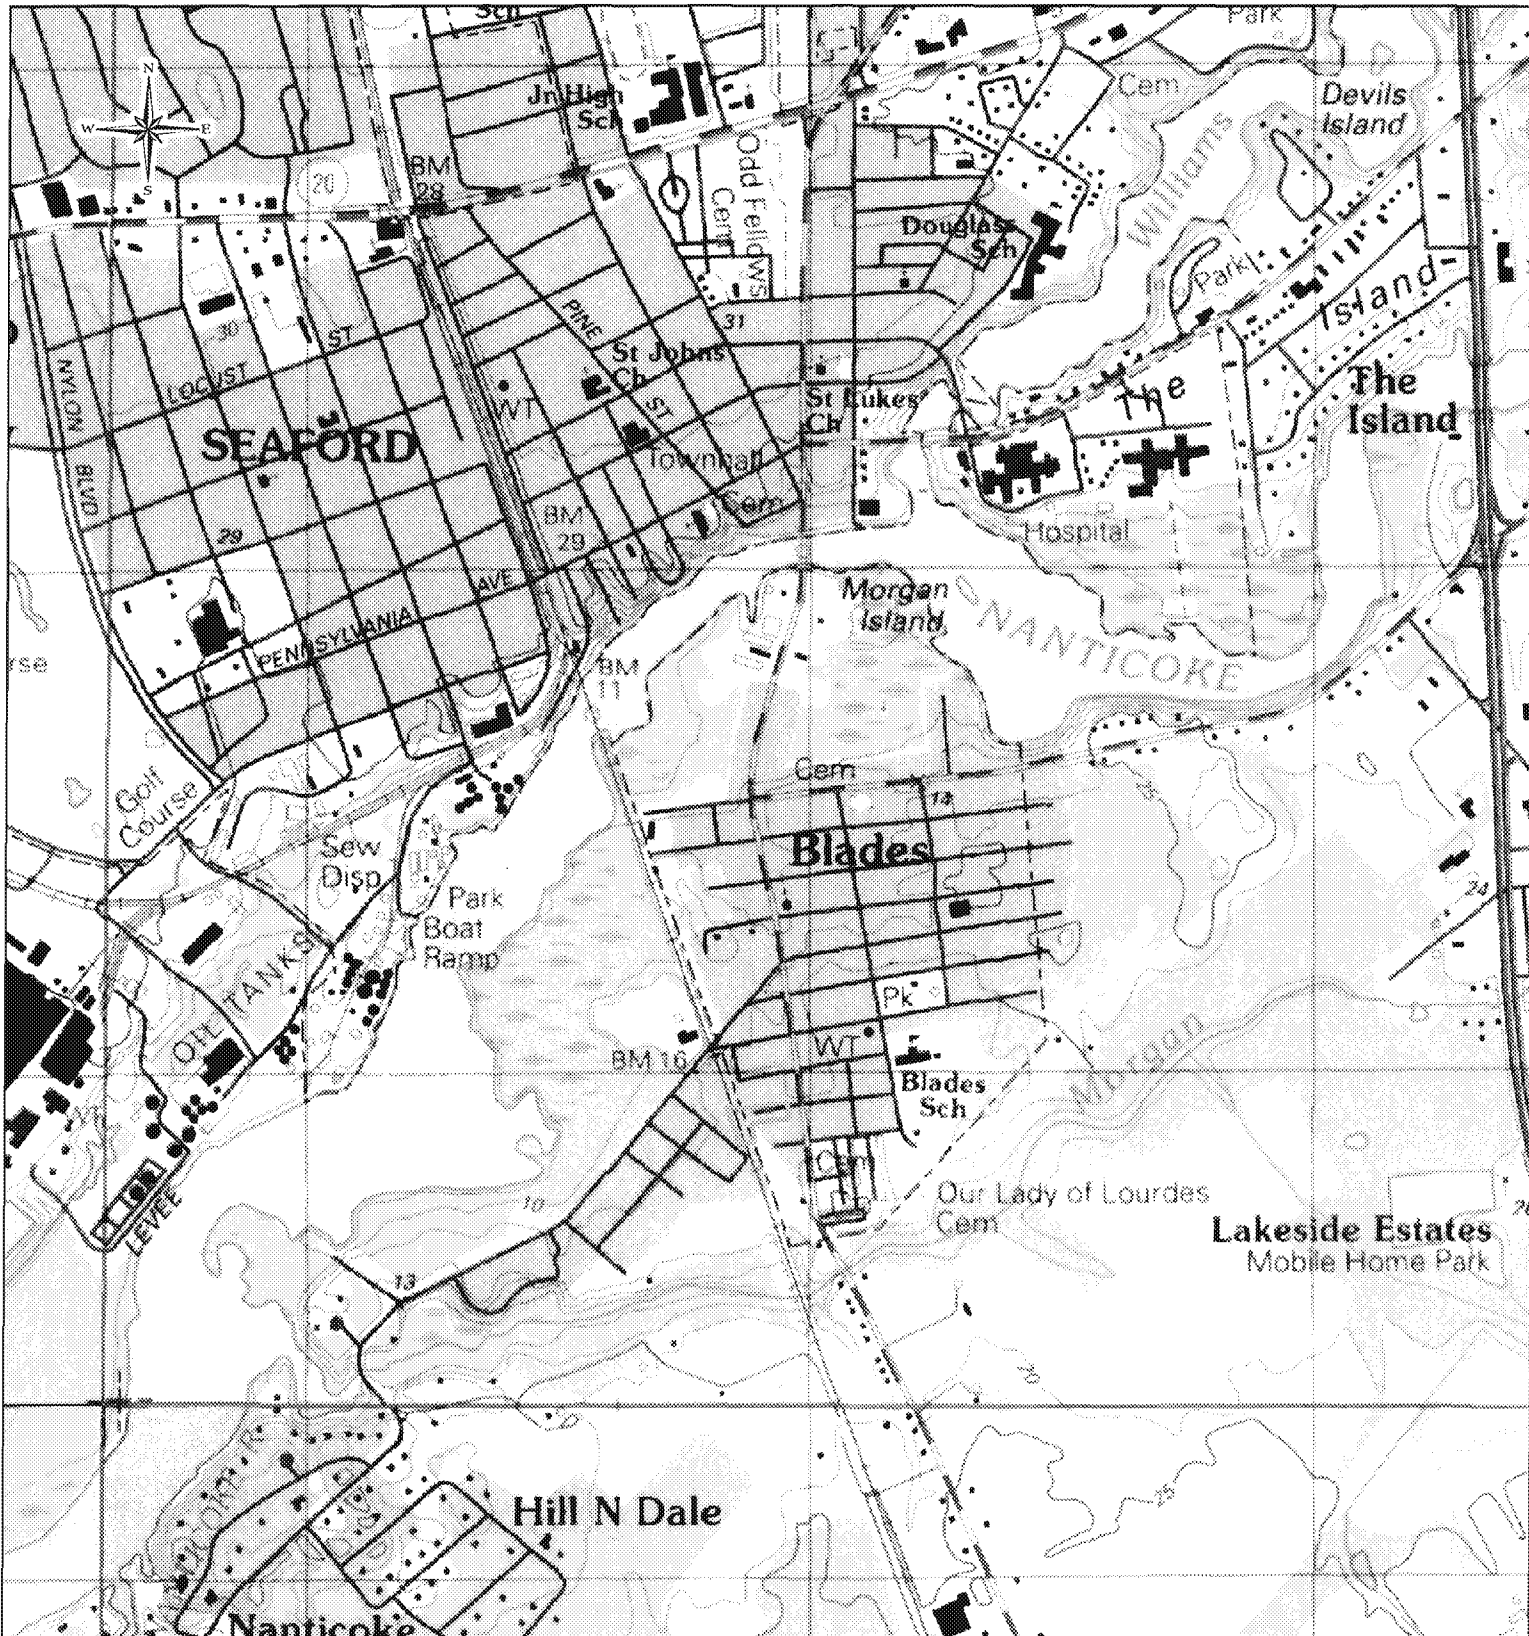 Sch
Park
Cem
Devils
Island
N
W E
S
Jr High
Sch
BM
28
20
Odd Fellows
Cem
Williams
Douglass
Sch
Park
Island
The
30
31
PINE
ST
LOCUST
ST
NYLON
BLVD
St Johns
Ch
WT
The
Island
St Lukes
Ch
SEAFORD
Townhall
Cem
BM
29
29
Hospital
AVE
PENNSYLVANIA
Morgan
Island
NANTICOKE
rse
BM
11
Golf
Course
Cem
14
Blades
Sew
Disp
Park
Boat
Ramp
24
OIL TANKS
Pk
WT
BM 16
Morgan
Blades
Sch
Cem
10
LEVEE
Our Lady of Lourdes
Cem
Lakeside Estates
Mobile Home Park
13
20
25
Hill N Dale
Nanticoke